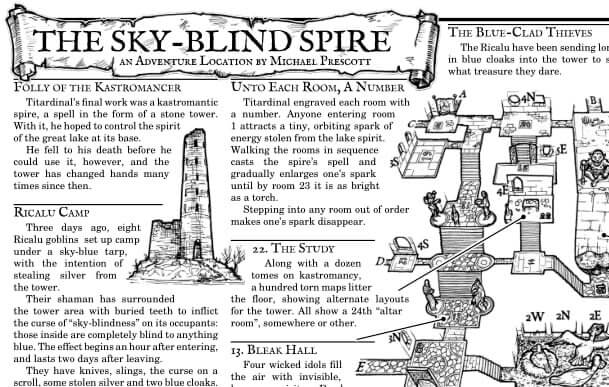 THE SKY-BLIND SPIRE
AN ADVENTURE LOCATION BY MICHAEL PRESCOTT
FOLLY OF THE KASTROMANCER
Titardinal's final work was a kastromantic
spire, a spell in the form of a stone tower.
With it, he hoped to control the spirit
of the great lake at its base.
He fell to his death before he
could use it, however, and the
tower has changed hands many
times since then.
RICALU CAMP
Three days ago, eight
Ricalu goblins set up camp
under a sky-blue tarp,
with the intention of
stealing silver from
the tower.
Their shaman has surrounded
the tower area with buried teeth to inflict
the curse of "sky-blindness" on its occupants:
those inside are completely blind to anything
blue. The effect begins an hour after entering,
and lasts two days after leaving.
They have knives, slings, the curse on a
scroll, some stolen silver and two blue cloaks.
UNTO EACH ROOM, A NUMBER
Titardinal engraved each room with
a number. Anyone entering room
1 attracts a tiny, orbiting spark of
energy stolen from the lake spirit.
Walking the rooms in sequence
casts the spire's spell and
gradually enlarges one's spark
until by room 23 it is as bright
as a torch.
Stepping into any room out of order
makes one's spark disappear.
22. THE STUDY
Along with a dozen
tomes on kastromancy,
a hundred torn maps litter
the floor, showing alternate layouts
for the tower. All show a 24th "altar
room", somewhere or other.
13. BLEAK HALL
Four wicked idols fill
the air with invisible,
THE BLUE-CLAD THIEVES
The Ricalu have been sending
in blue cloaks into the tower to
what treasure they dare.
A
4N
B
3S
3E
4E
4S
D
3N
E
2W 2N 2E